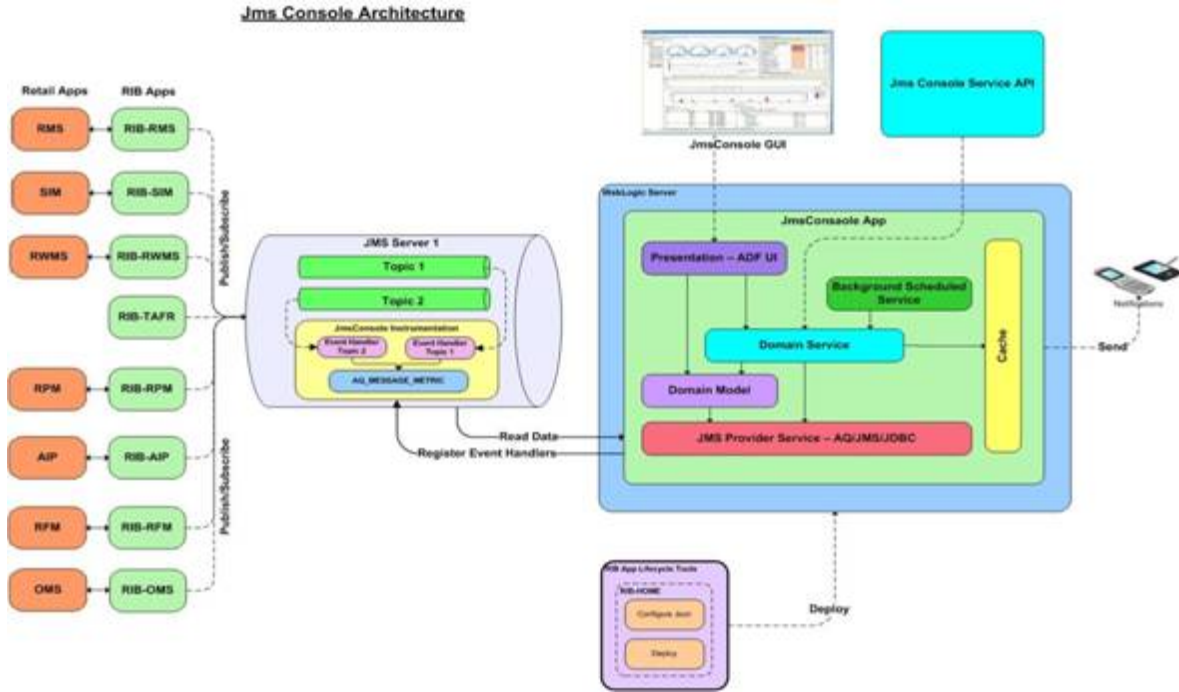 Jms Console Architecture
Retail Apps
RIB Apps
RMS
RIB-RMS
SIM
RIB-SIM
RWMS
RIB-RWMS
RIB-TAFR
RPM
RIB-RPM
AIP
RIB-AIP
RFM
RIB-RFM
OMS
RIB-OMS
Publish/Subscribe
Publish/Subscribe
JMS Server 1
Topic 1
Topic 2
JmsConsole Instrumentation
Event Handler
Topic 2
Event Handler
Topic 1
AQ_MESSAGE_METRIC
Read Data
Register Event Handlers
JmsConsole GUI
Jms Console Service API
WebLogic Server
JmsConsaole App
Presentation – ADF UI
Background Scheduled
Service
Domain Service
Domain Model
JMS Provider Service – AQ/JMS/JDBC
Cache
Notifications
Send
RIB App Lifecycle Tools
RIB-HOME
Configure Json
Deploy
Deploy